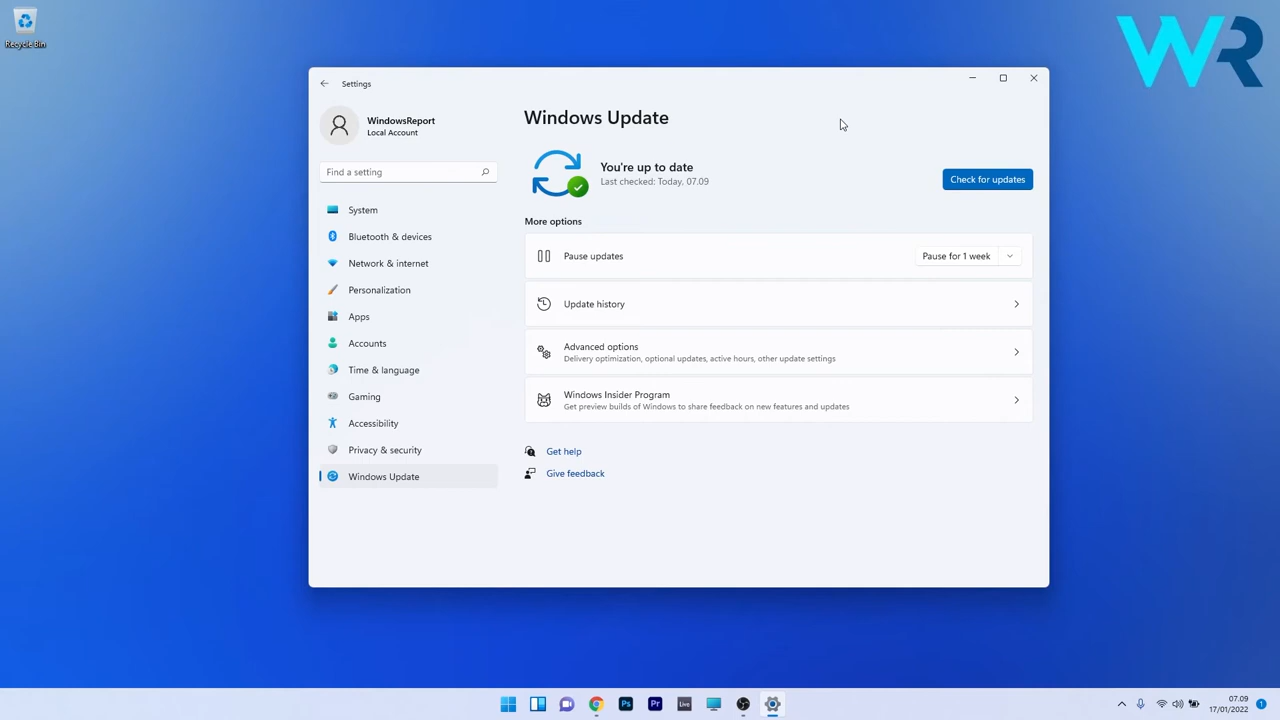 Recycle Bin
WR
Settings
WindowsReport
Local Account
Find a setting
System
Bluetooth & devices
Network & internet
Personalization
Apps
Accounts
Time & language
Gaming
Accessibility
Privacy & security
Windows Update
Windows Update
You're up to date
Last checked: Today, 07.09
Check for updates
More options
Pause updates
Pause for 1 week
Update history
Advanced options
Delivery optimization, optional updates, active hours, other update settings
Windows Insider Program
Get preview builds of Windows to share feedback on new features and updates
Get help
Give feedback
Ps
Pr
Live
07.09
17/01/2022
1